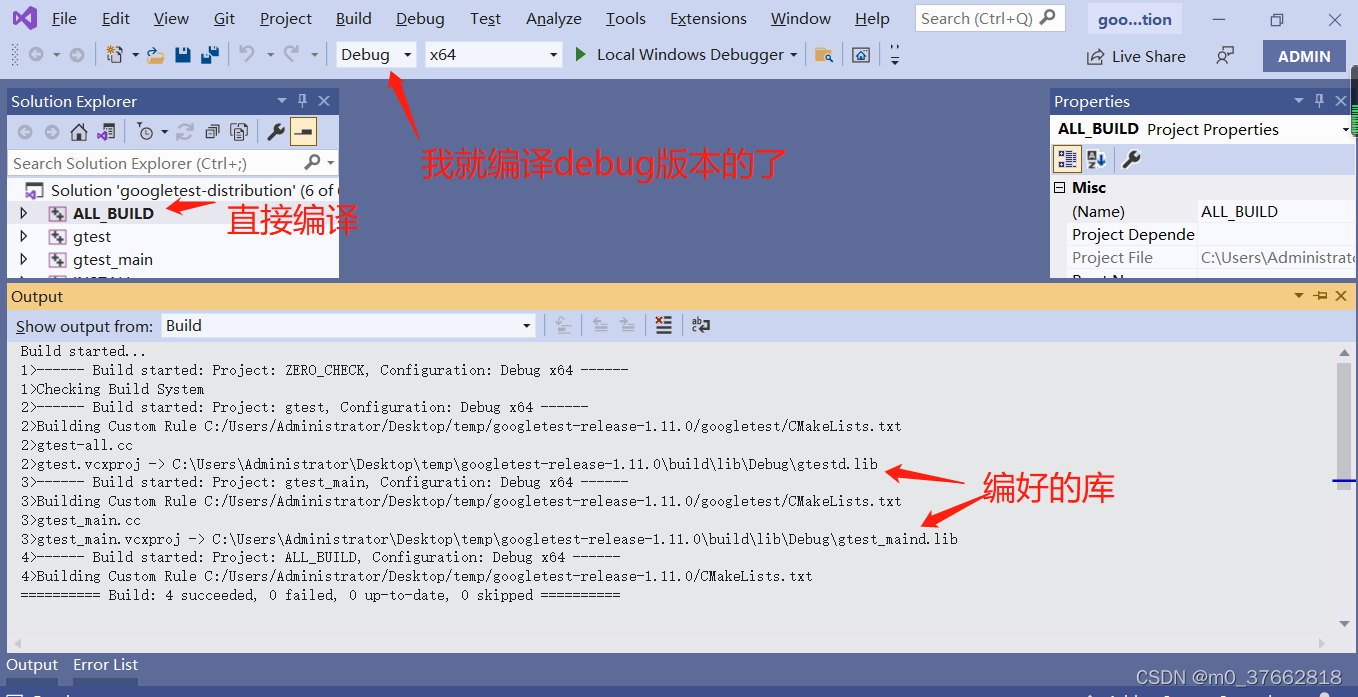 File Edit View Git Project Build Debug Test Analyze Tools Extensions Window Help Search (Ctrl+Q) goo...tion
Debug x64 Local Windows Debugger Live Share ADMIN
Solution Explorer
Search Solution Explorer (Ctrl+;)
Solution 'googletest-distribution' (6 of
ALL_BUILD
gtest
gtest_main
我就编译debug版本的了
直接编译
Properties
ALL_BUILD Project Properties
Misc
(Name) ALL_BUILD
Project Depende
Project File C:\Users\Administrato
Output
Show output from: Build
Build started...
1>------ Build started: Project: ZERO_CHECK, Configuration: Debug x64 ------
1>Checking Build System
2>------ Build started: Project: gtest, Configuration: Debug x64 ------
2>Building Custom Rule C:/Users/Administrator/Desktop/temp/googletest-release-1.11.0/googletest/CMakeLists.txt
2>gtest-all.cc
2>gtest.vcxproj -> C:\Users\Administrator\Desktop\temp\googletest-release-1.11.0\build\lib\Debug\gtestd.lib
3>------ Build started: Project: gtest_main, Configuration: Debug x64 ------
3>Building Custom Rule C:/Users/Administrator/Desktop/temp/googletest-release-1.11.0/googletest/CMakeLists.txt
3>gtest_main.cc
3>gtest_main.vcxproj -> C:\Users\Administrator\Desktop\temp\googletest-release-1.11.0\build\lib\Debug\gtest_maind.lib
4>------ Build started: Project: ALL_BUILD, Configuration: Debug x64 ------
4>Building Custom Rule C:/Users/Administrator/Desktop/temp/googletest-release-1.11.0/CMakeLists.txt
========== Build: 4 succeeded, 0 failed, 0 up-to-date, 0 skipped ==========
编好的库
Output Error List
CSDN @m0_37662818